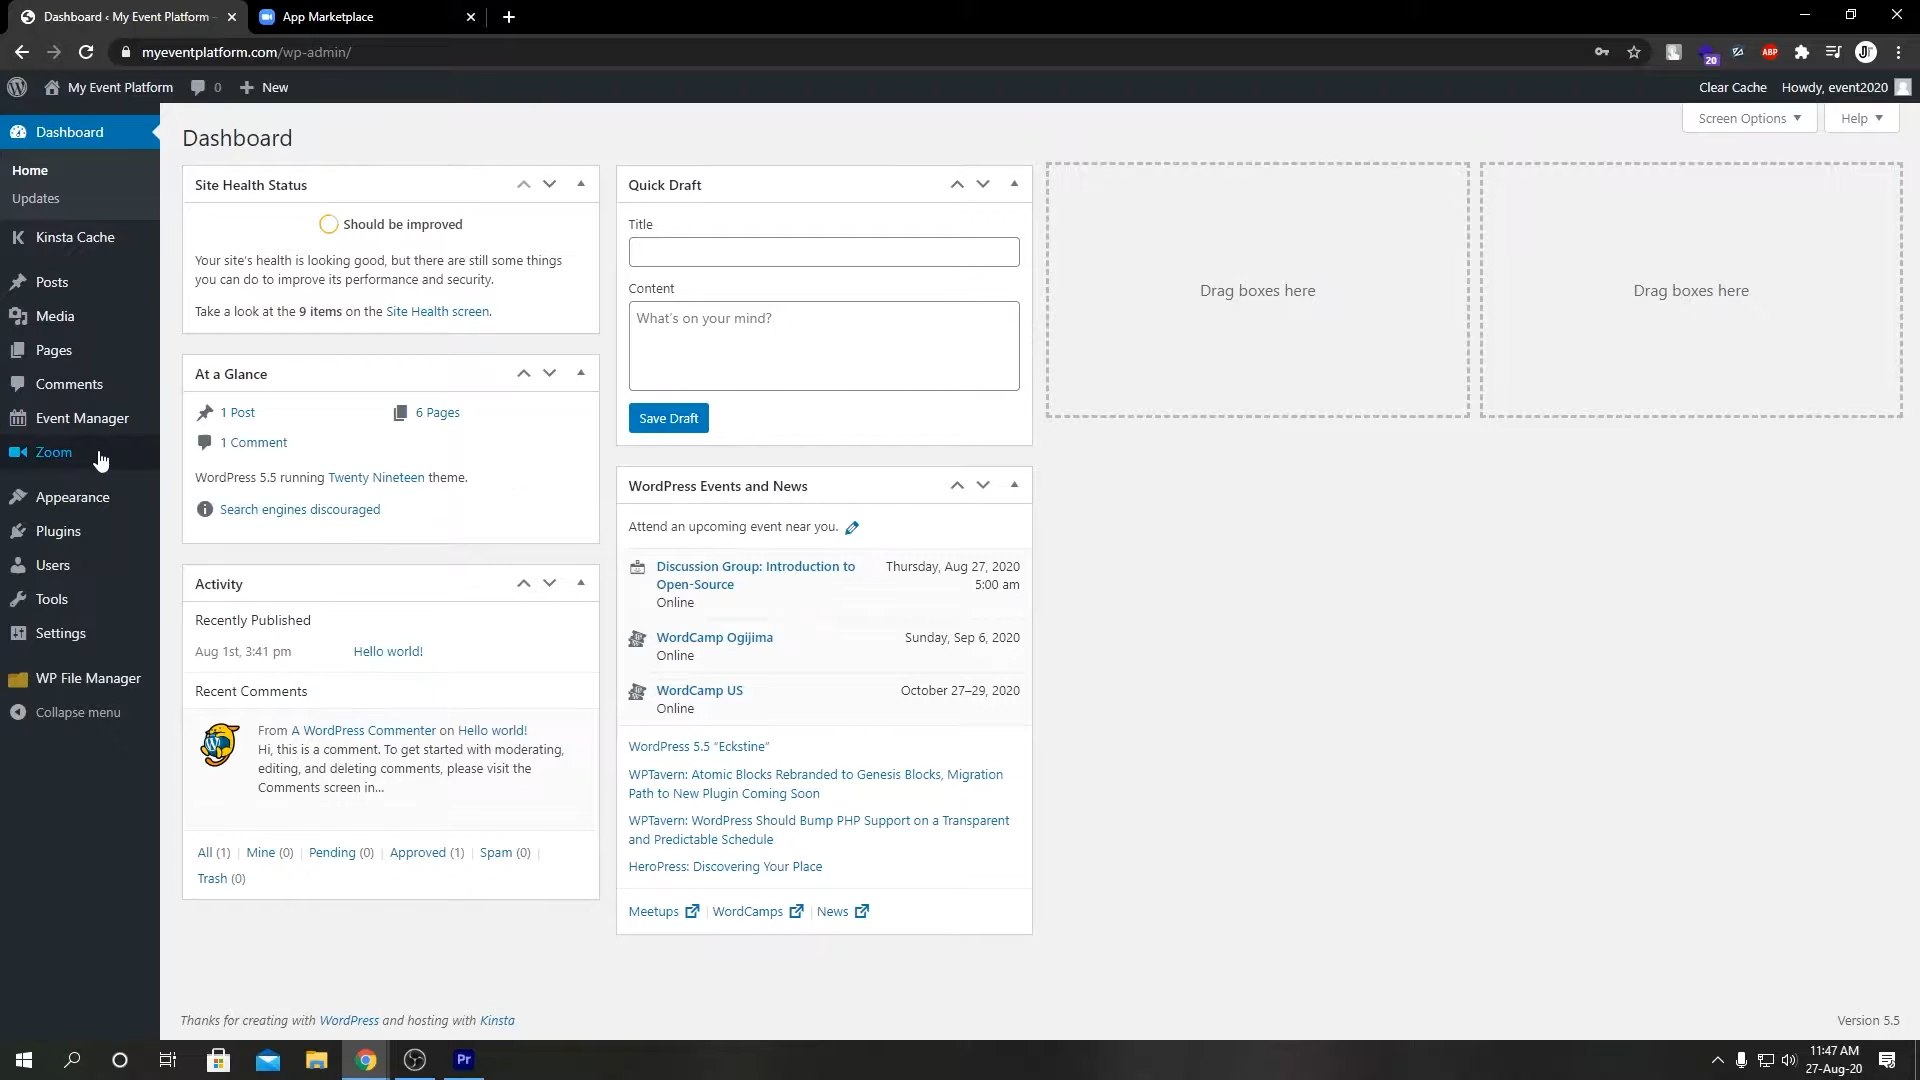 Dashboard ‹ My Event Platform
App Marketplace
myeventplatform.com/wp-admin/
20
ABP
My Event Platform
0
New
Clear Cache
Howdy, event2020
Dashboard
Home
Updates
Kinsta Cache
Posts
Media
Pages
Comments
Event Manager
Zoom
Appearance
Plugins
Users
Tools
Settings
WP File Manager
Collapse menu
Screen Options
Help
Dashboard
Site Health Status
Should be improved
Your site's health is looking good, but there are still some things
you can do to improve its performance and security.
Take a look at the 9 items on the Site Health screen.
At a Glance
1 Post
6 Pages
1 Comment
WordPress 5.5 running Twenty Nineteen theme.
Search engines discouraged
Activity
Recently Published
Aug 1st, 3:41 pm
Hello world!
Recent Comments
From A WordPress Commenter on Hello world!
Hi, this is a comment. To get started with moderating,
editing, and deleting comments, please visit the
Comments screen in...
All (1) | Mine (0) | Pending (0) | Approved (1) | Spam (0) |
Trash (0)
Quick Draft
Title
Content
What's on your mind?
Save Draft
WordPress Events and News
Attend an upcoming event near you.
Discussion Group: Introduction to
Open-Source
Online
Thursday, Aug 27, 2020
5:00 am
WordCamp Ogijima
Online
Sunday, Sep 6, 2020
WordCamp US
Online
October 27–29, 2020
WordPress 5.5 "Eckstine"
WPTavern: Atomic Blocks Rebranded to Genesis Blocks, Migration
Path to New Plugin Coming Soon
WPTavern: WordPress Should Bump PHP Support on a Transparent
and Predictable Schedule
HeroPress: Discovering Your Place
Meetups | WordCamps | News
Drag boxes here
Drag boxes here
Thanks for creating with WordPress and hosting with Kinsta
Version 5.5
Pr
11:47 AM
27-Aug-20